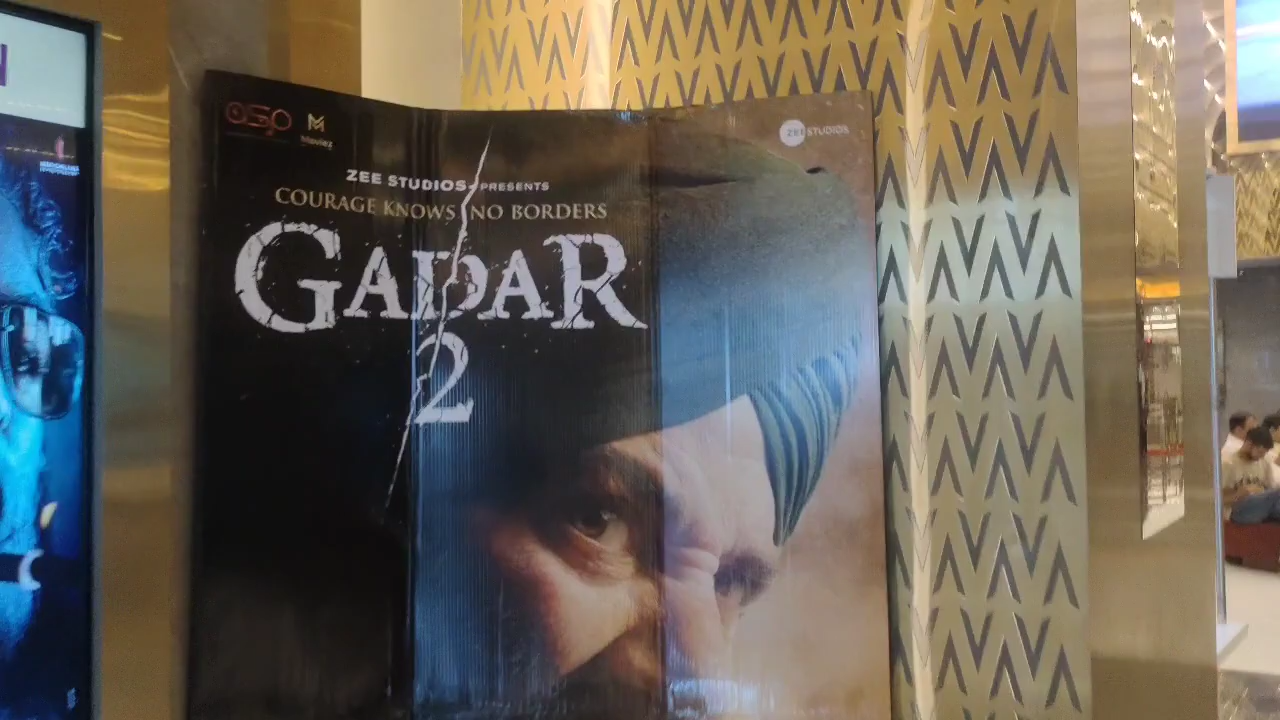 ZEE STUDIOS
ZEE STUDIOS PRESENTS
COURAGE KNOWS NO BORDERS
GADAR
2